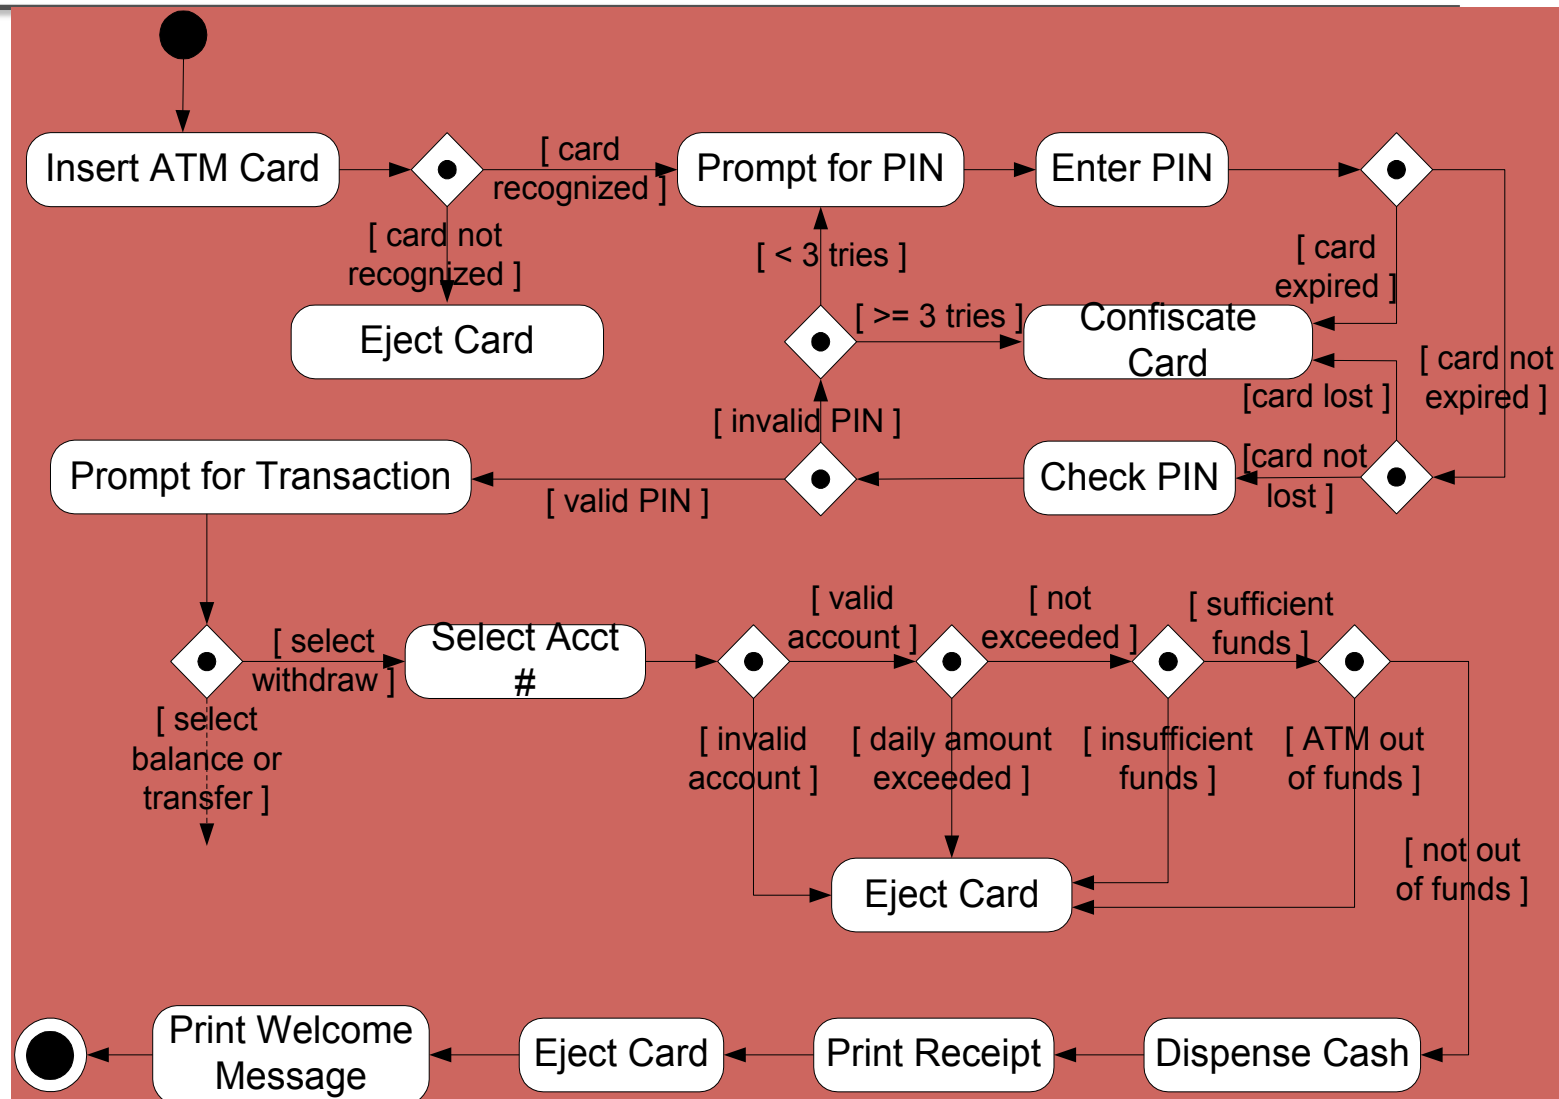 Insert ATM Card
[ card
recognized ]
Prompt for PIN
Enter PIN
[ card not
recognized ]
[ < 3 tries ]
[ card
expired ]
Eject Card
[ >= 3 tries ]
Confiscate
Card
[ card not
expired ]
[card lost ]
[ invalid PIN ]
Prompt for Transaction
[ valid PIN ]
Check PIN
[card not
lost ]
[ select
withdraw ]
Select Acct
#
[ valid
account ]
[ not
exceeded ]
[ sufficient
funds ]
[ select
balance or
transfer ]
[ invalid
account ]
[ daily amount
exceeded ]
[ insufficient
funds ]
[ ATM out
of funds ]
[ not out
of funds ]
Eject Card
Print Welcome
Message
Eject Card
Print Receipt
Dispense Cash